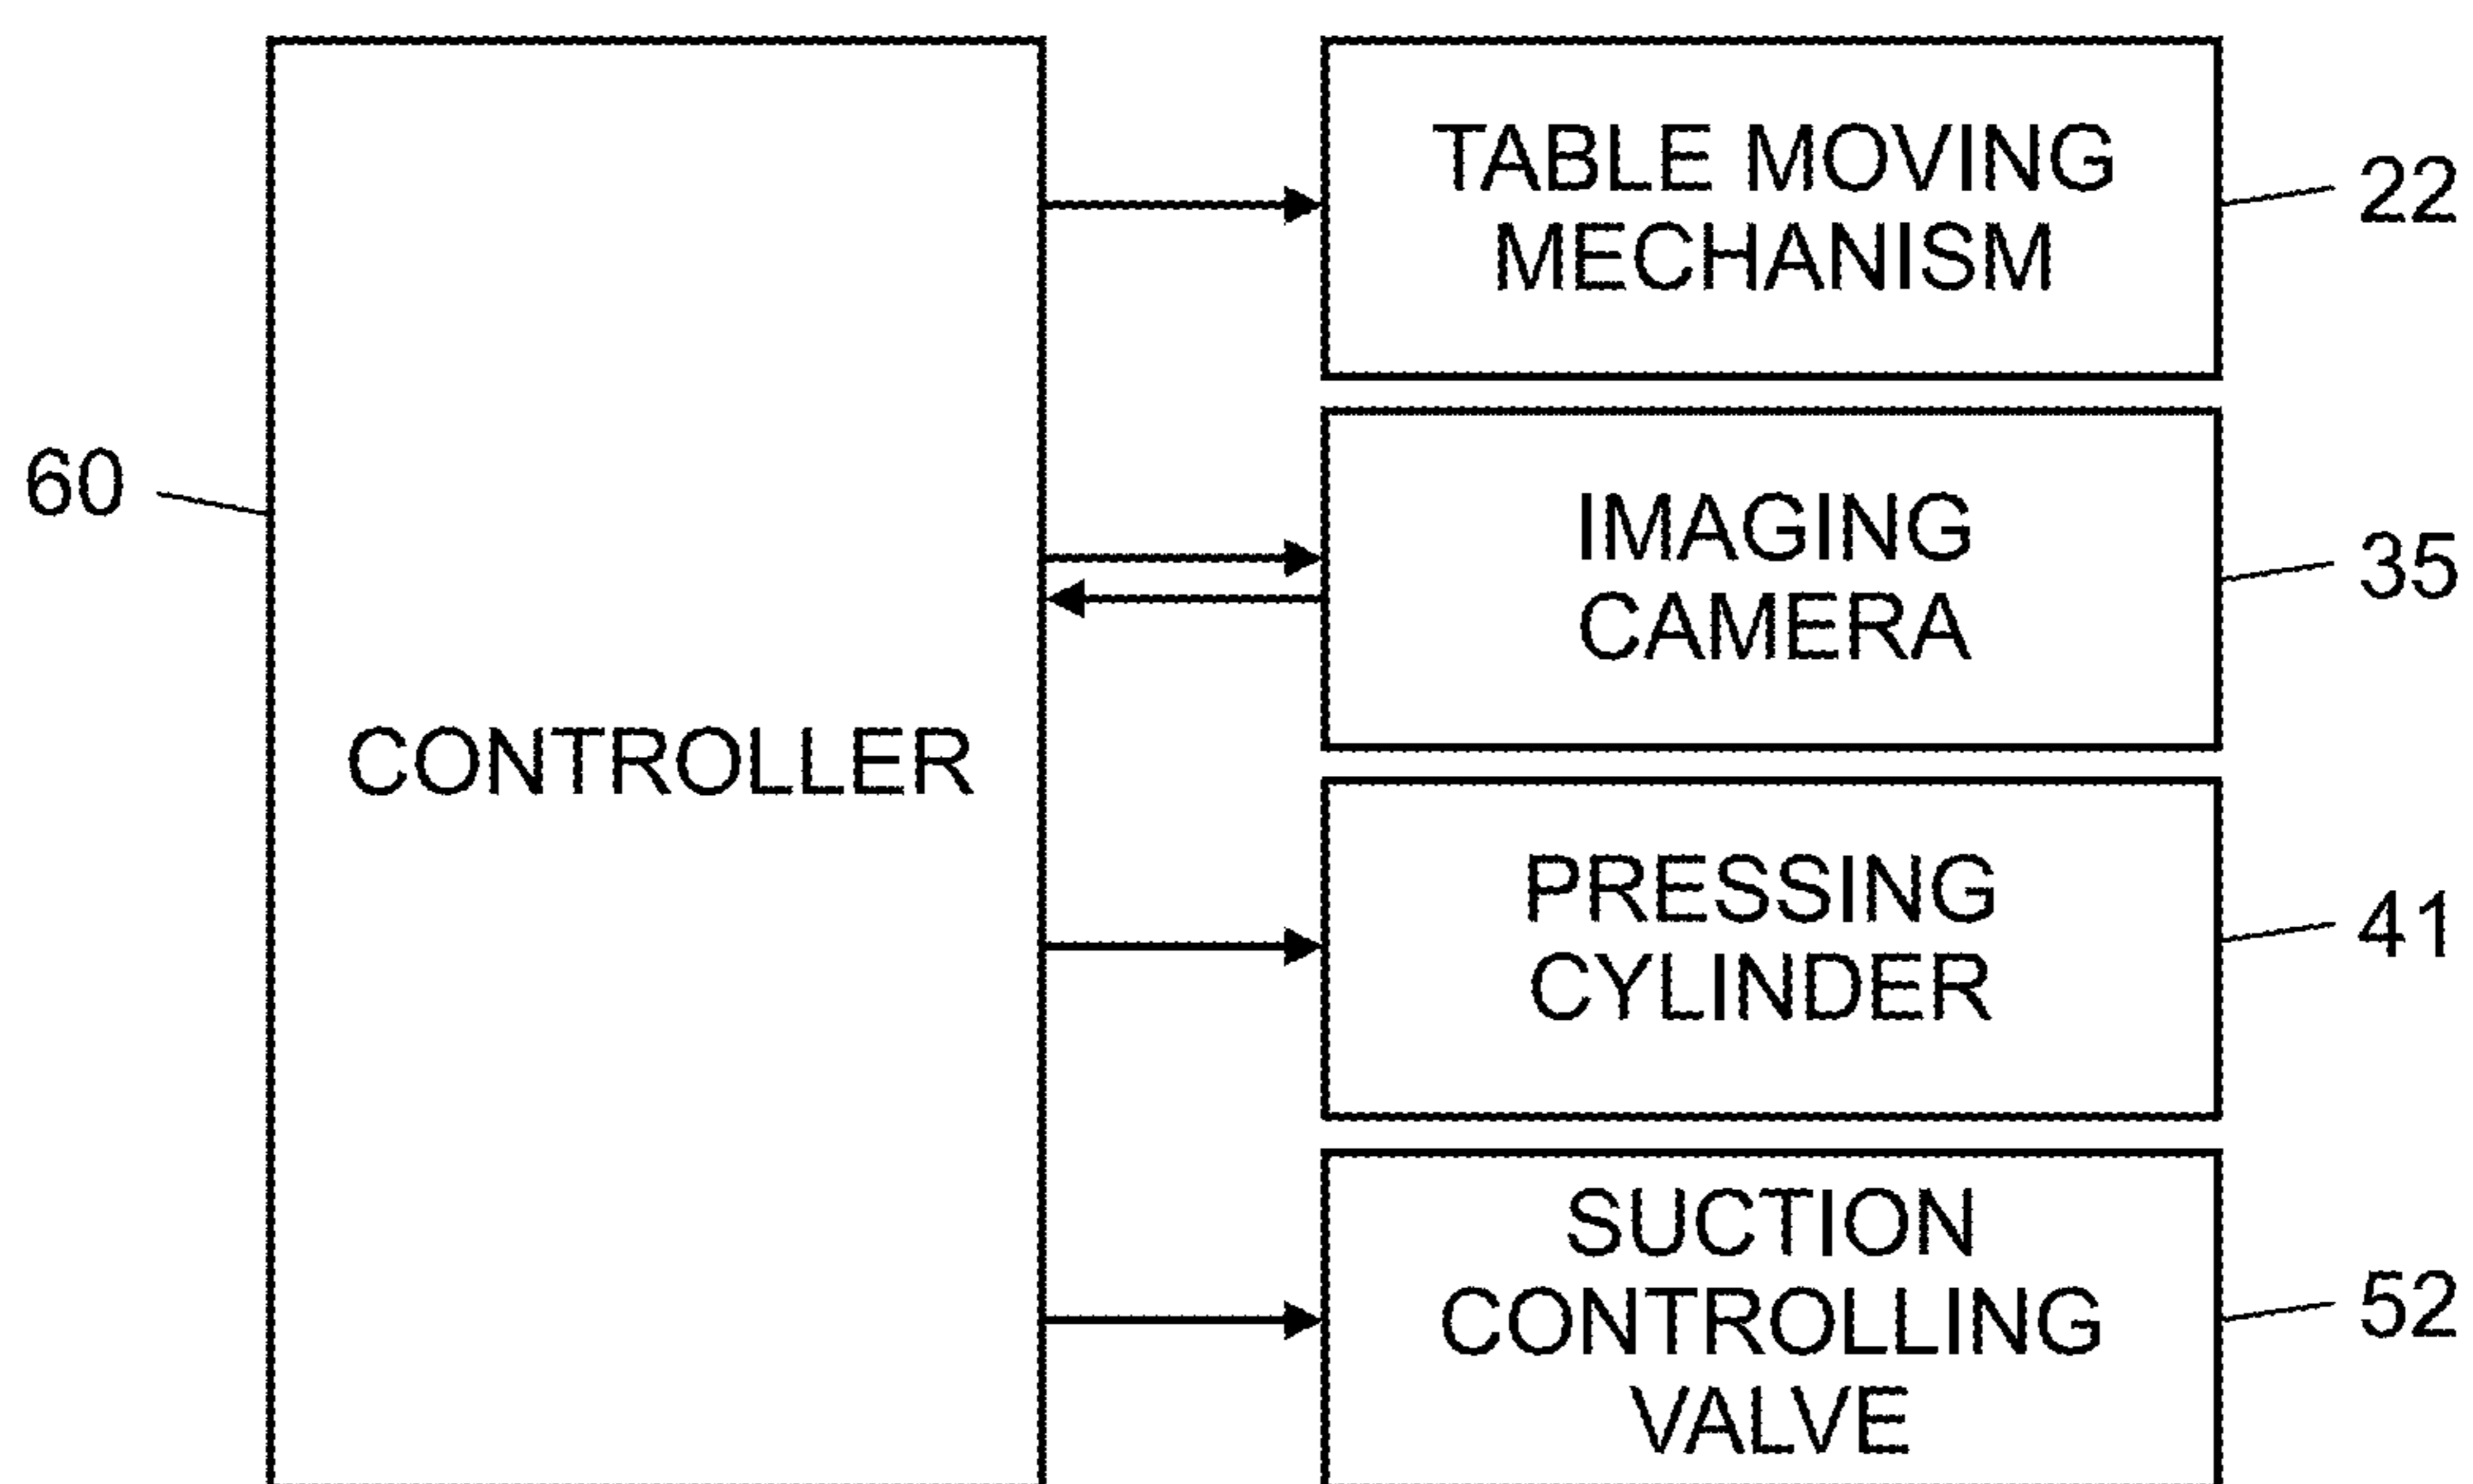 TABLE MOVING
MECHANISM
22
60
IMAGING
CAMERA
35
CONTROLLER
PRESSING
CYLINDER
41
SUCTION
CONTROLLING
VALVE
52